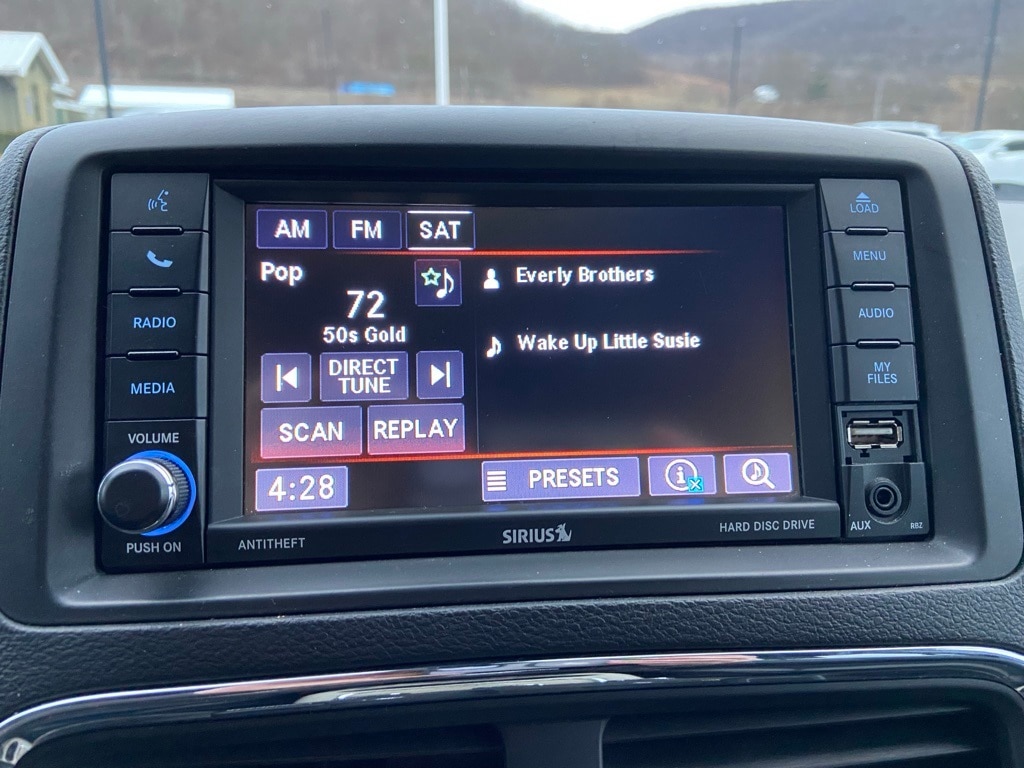 AM FM SAT
Pop
72
50s Gold
DIRECT
TUNE
SCAN REPLAY
4:28
Everly Brothers
Wake Up Little Susie
PRESETS
i
RADIO
MEDIA
VOLUME
PUSH ON
ANTITHEFT
SIRIUS
HARD DISC DRIVE
LOAD
MENU
AUDIO
MY
FILES
AUX
RBZ